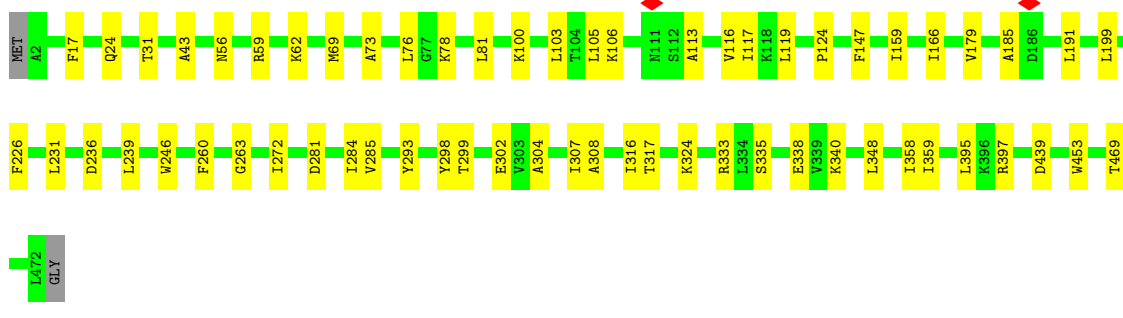 MET A2 F17 Q24 T31 A43 N56 R59 K62 M69 A73 L76 G77 K78 L81 K100 L103 T104 L105 K106 N111 S112 A113 V116 I117 K118 L119 P124 F147 I159 I166 V179 A185 D186 L191 L199
F226 L231 D236 L239 W246 F260 G263 I272 D281 I284 V285 Y293 Y298 T299 E302 V303 A304 I307 A308 I316 T317 K324 R333 L334 S335 E338 V339 K340 L348 I358 I359 L395 K396 R397 D439 W453 T469
L472 GLY